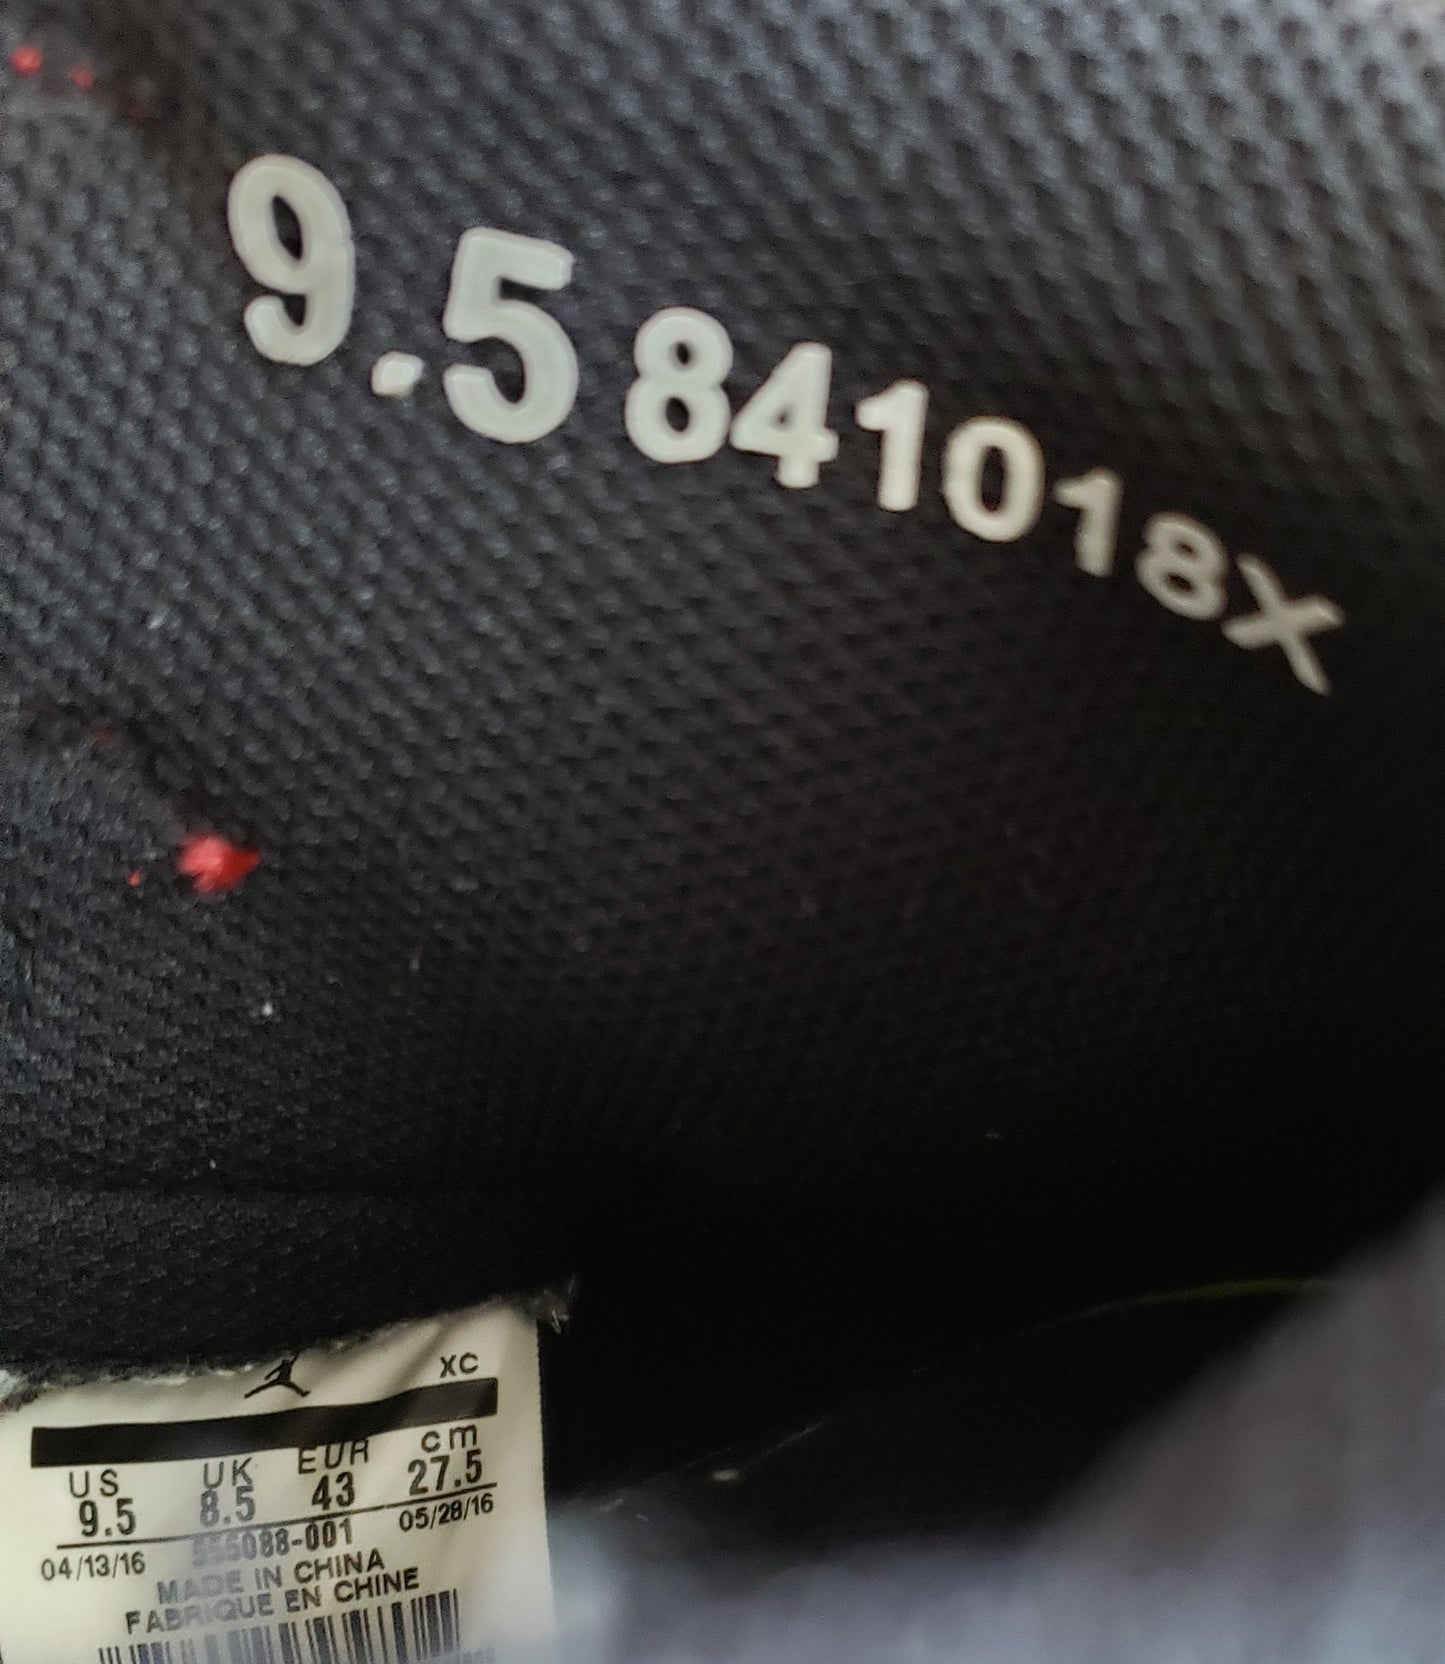 9.5 841018X
XC
US UK EUR cm
9.5 8.5 43 27.5
04/13/16 555088-001 05/28/16
MADE IN CHINA
FABRIQUE EN CHINE